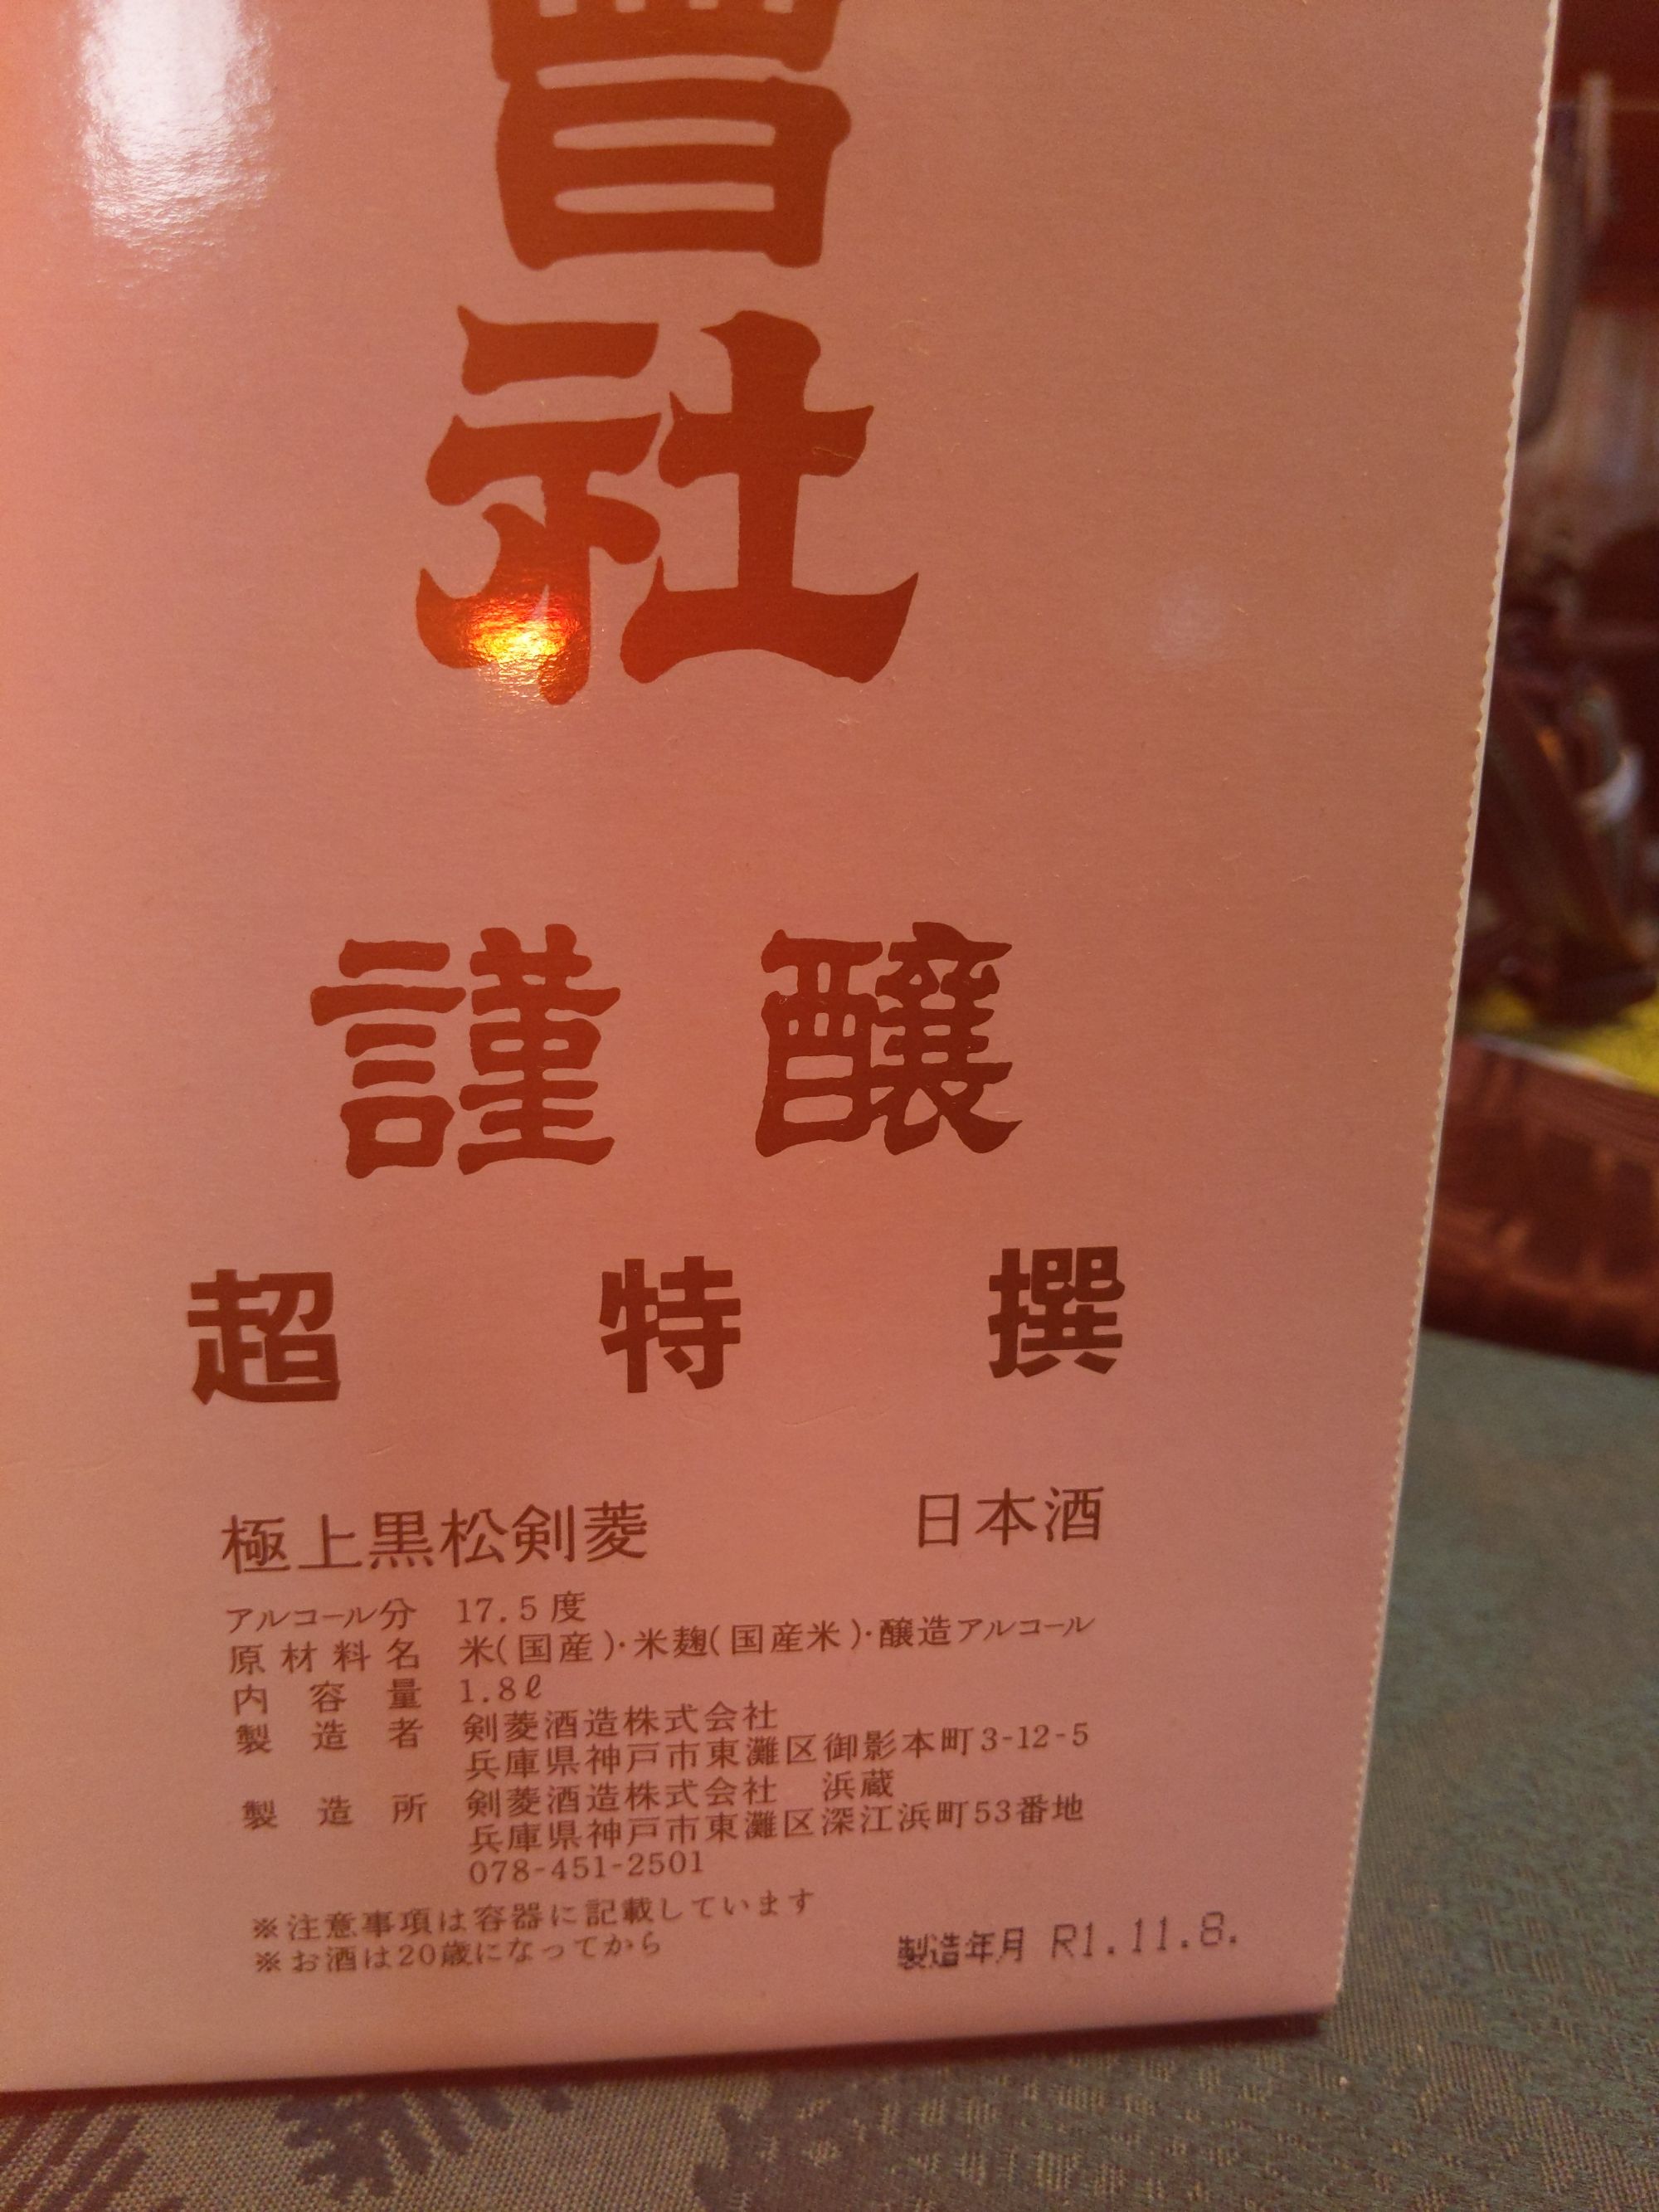 會
社
謹醸
超特撰
極上黒松剣菱 日本酒
アルコール分 17.5度
原材料名 米(国産)・米麹(国産米)・醸造アルコール
内容量 1.8ℓ
製造者 剣菱酒造株式会社
兵庫県神戸市東灘区御影本町3-12-5
製造所 剣菱酒造株式会社 浜蔵
兵庫県神戸市東灘区深江浜町53番地
078-451-2501
※注意事項は容器に記載しています
※お酒は20歳になってから
製造年月 R1.11.8.